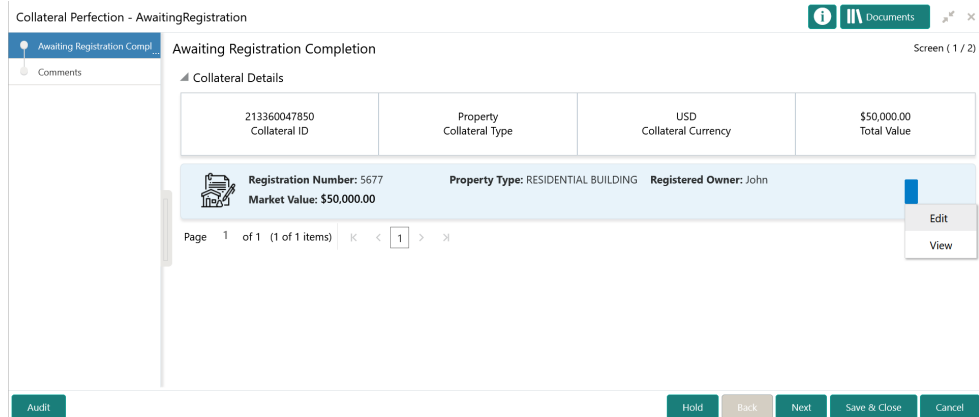 Collateral Perfection - AwaitingRegistration
Documents
Awaiting Registration Compl...
Comments
Awaiting Registration Completion
Screen ( 1 / 2)
Collateral Details
213360047850
Collateral ID
Property
Collateral Type
USD
Collateral Currency
$50,000.00
Total Value
Registration Number: 5677 Property Type: RESIDENTIAL BUILDING Registered Owner: John
Market Value: $50,000.00
Edit
View
Page 1 of 1 (1 of 1 items) 1
Audit Hold Back Next Save & Close Cancel